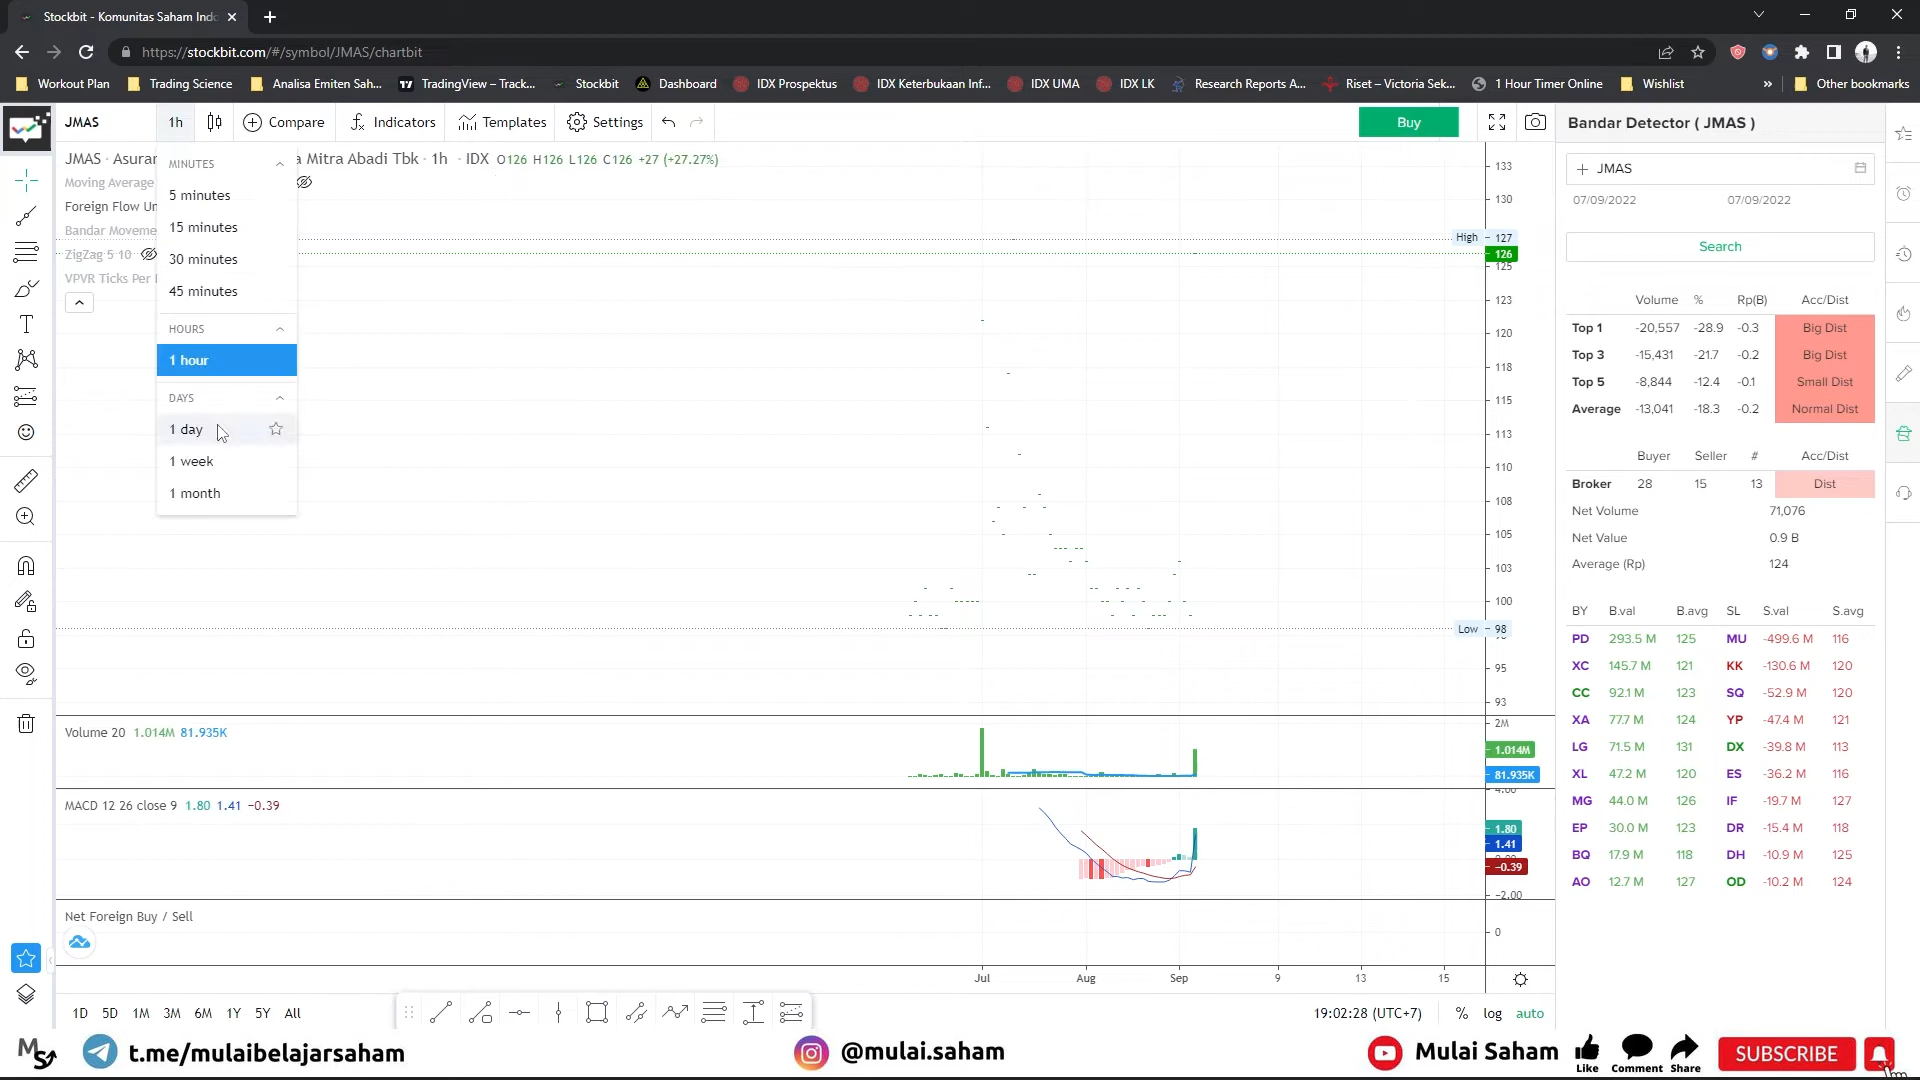 Stockbit - Komunitas Saham Indo
https://stockbit.com/#/symbol/JMAS/chartbit
Workout Plan
Trading Science
Analisa Emiten Sah...
TradingView – Track...
Stockbit
Dashboard
IDX Prospektus
IDX Keterbukaan Inf...
IDX UMA
IDX LK
Research Reports A...
Riset – Victoria Sek...
1 Hour Timer Online
Wishlist
»
Other bookmarks
JMAS
1h
Compare
Indicators
Templates
Settings
Buy
JMAS · Asuran
a Mitra Abadi Tbk · 1h · IDX O126 H126 L126 C126 +27 (+27.27%)
Moving Average
Foreign Flow Un
Bandar Moveme
ZigZag 5 10
VPVR Ticks Per
MINUTES
5 minutes
15 minutes
30 minutes
45 minutes
HOURS
1 hour
DAYS
1 day
1 week
1 month
133
130
High 127
126
125
123
120
118
115
113
110
108
105
103
100
Low 98
95
93
Volume 20 1.014M 81.935K
2M
1.014M
81.935K
MACD 12 26 close 9 1.80 1.41 −0.39
4.00
1.80
1.41
−0.39
−2.00
Net Foreign Buy / Sell
0
Jul
Aug
Sep
9
13
15
1D 5D 1M 3M 6M 1Y 5Y All
19:02:28 (UTC+7)
% log auto
Bandar Detector ( JMAS )
JMAS
07/09/2022 07/09/2022
Search
Volume % Rp(B) Acc/Dist
Top 1 -20,557 -28.9 -0.3 Big Dist
Top 3 -15,431 -21.7 -0.2 Big Dist
Top 5 -8,844 -12.4 -0.1 Small Dist
Average -13,041 -18.3 -0.2 Normal Dist
Buyer Seller # Acc/Dist
Broker 28 15 13 Dist
Net Volume 71,076
Net Value 0.9 B
Average (Rp) 124
BY B.val B.avg SL S.val S.avg
PD 293.5 M 125 MU -499.6 M 116
XC 145.7 M 121 KK -130.6 M 120
CC 92.1 M 123 SQ -52.9 M 120
XA 77.7 M 124 YP -47.4 M 121
LG 71.5 M 131 DX -39.8 M 113
XL 47.2 M 120 ES -36.2 M 116
MG 44.0 M 126 IF -19.7 M 127
EP 30.0 M 123 DR -15.4 M 118
BQ 17.9 M 118 DH -10.9 M 125
AO 12.7 M 127 OD -10.2 M 124
MS
t.me/mulaibelajarsaham
@mulai.saham
Mulai Saham
Like
Comment
Share
SUBSCRIBE